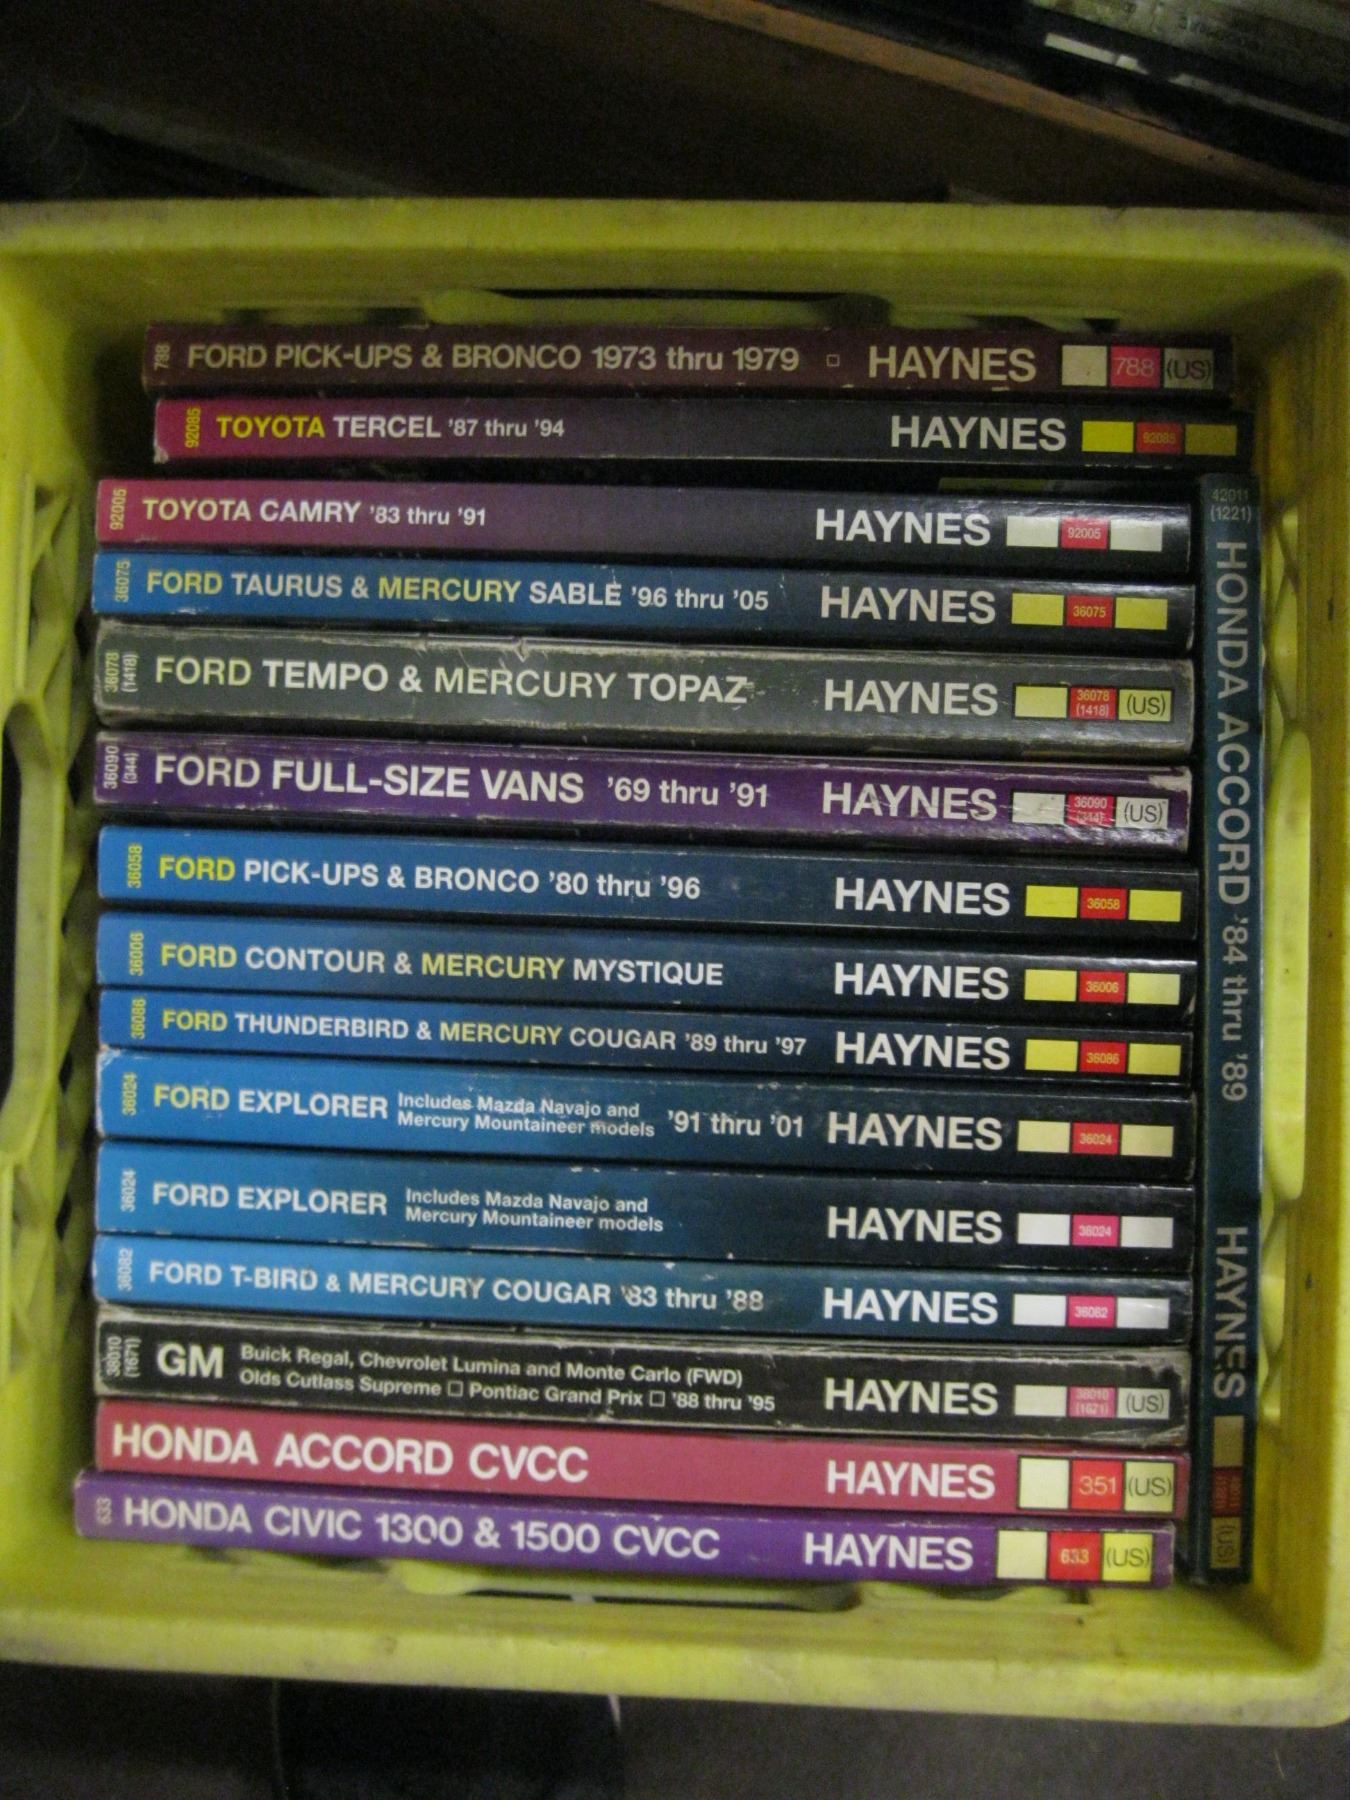 788 FORD PICK-UPS & BRONCO 1973 thru 1979 □ HAYNES 788 (US)
92085 TOYOTA TERCEL '87 thru '94 HAYNES 92085
92005 TOYOTA CAMRY '83 thru '91 HAYNES 92005
36075 FORD TAURUS & MERCURY SABLE '96 thru '05 HAYNES 36075
36078 (1418) FORD TEMPO & MERCURY TOPAZ HAYNES 36078 (1418) (US)
36090 (344) FORD FULL-SIZE VANS '69 thru '91 HAYNES 36090 (344) (US)
36058 FORD PICK-UPS & BRONCO '80 thru '96 HAYNES 36058
36006 FORD CONTOUR & MERCURY MYSTIQUE HAYNES 36006
36086 FORD THUNDERBIRD & MERCURY COUGAR '89 thru '97 HAYNES 36086
36024 FORD EXPLORER Includes Mazda Navajo and
Mercury Mountaineer models '91 thru '01 HAYNES 36024
36024 FORD EXPLORER Includes Mazda Navajo and
Mercury Mountaineer models HAYNES 36024
36082 FORD T-BIRD & MERCURY COUGAR '83 thru '88 HAYNES 36082
38010 (1671) GM Buick Regal, Chevrolet Lumina and Monte Carlo (FWD)
Olds Cutlass Supreme □ Pontiac Grand Prix □ '88 thru '95 HAYNES 38010 (1671) (US)
HONDA ACCORD CVCC HAYNES 351 (US)
633 HONDA CIVIC 1300 & 1500 CVCC HAYNES 633 (US)
42011
(1221)
HONDA ACCORD '84 thru '89 HAYNES 42011 (1221) (US)